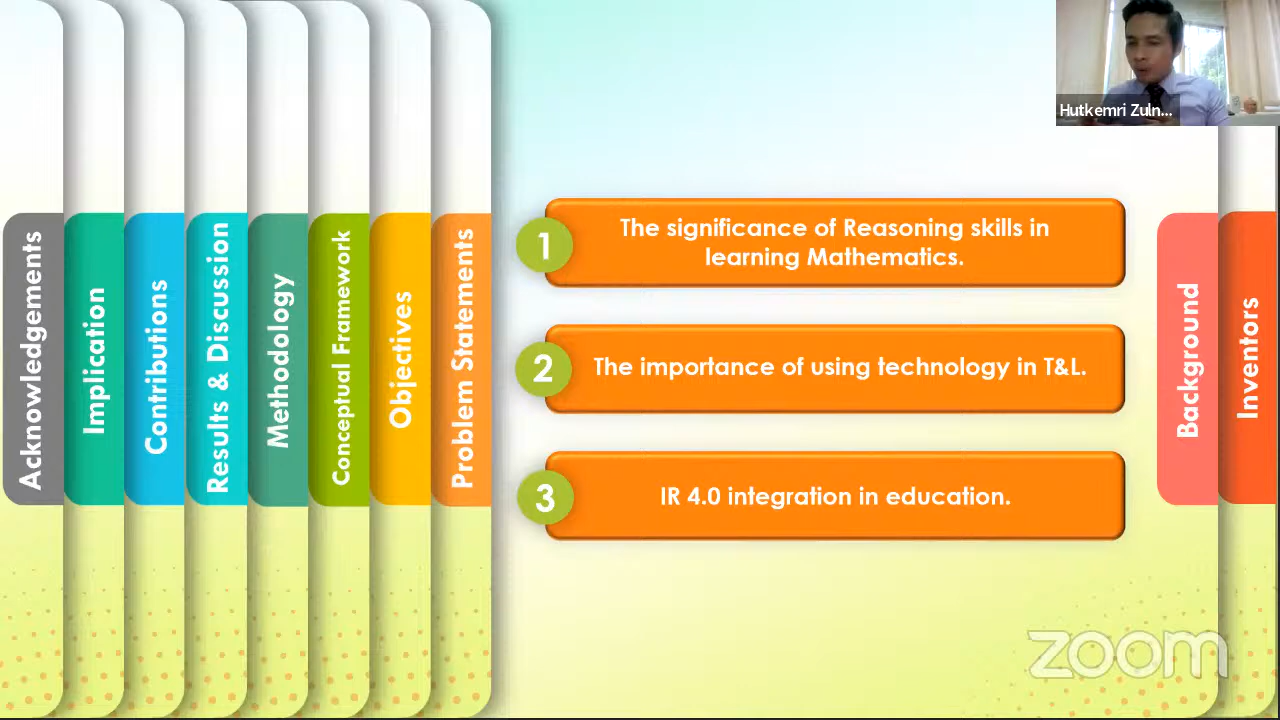 Hutkemri Zuln...
Acknowledgements
Implication
Contributions
Results & Discussion
Methodology
Conceptual Framework
Objectives
Problem Statements
1
The significance of Reasoning skills in
learning Mathematics.
2
The importance of using technology in T&L.
3
IR 4.0 integration in education.
Background
Inventors
zoom